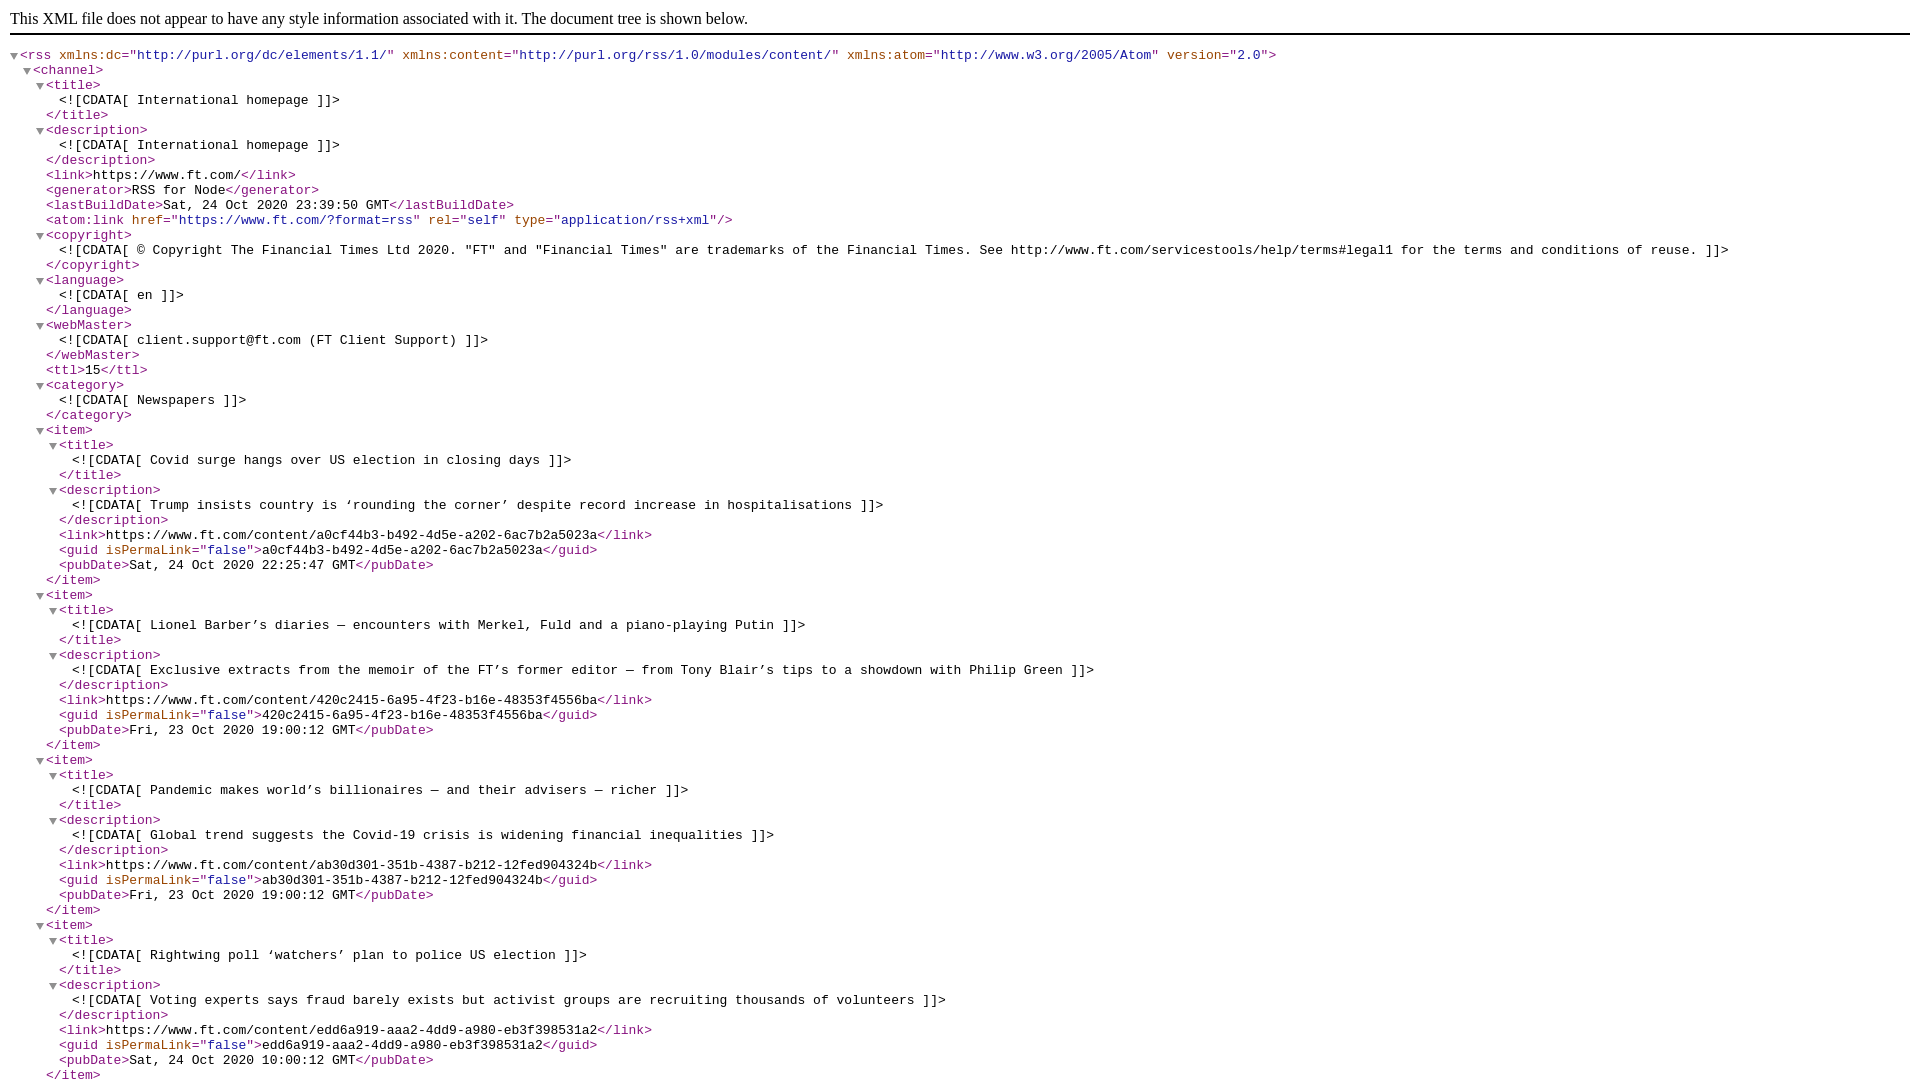 This XML file does not appear to have any style information associated with it. The document tree is shown below.
<rss xmlns:dc="http://purl.org/dc/elements/1.1/" xmlns:content="http://purl.org/rss/1.0/modules/content/" xmlns:atom="http://www.w3.org/2005/Atom" version="2.0">
<channel>
<title>
<![CDATA[ International homepage ]]>
</title>
<description>
<![CDATA[ International homepage ]]>
</description>
<link>https://www.ft.com/</link>
<generator>RSS for Node</generator>
<lastBuildDate>Sat, 24 Oct 2020 23:39:50 GMT</lastBuildDate>
<atom:link href="https://www.ft.com/?format=rss" rel="self" type="application/rss+xml"/>
<copyright>
<![CDATA[ © Copyright The Financial Times Ltd 2020. "FT" and "Financial Times" are trademarks of the Financial Times. See http://www.ft.com/servicestools/help/terms#legal1 for the terms and conditions of reuse. ]]>
</copyright>
<language>
<![CDATA[ en ]]>
</language>
<webMaster>
<![CDATA[ client.support@ft.com (FT Client Support) ]]>
</webMaster>
<ttl>15</ttl>
<category>
<![CDATA[ Newspapers ]]>
</category>
<item>
<title>
<![CDATA[ Covid surge hangs over US election in closing days ]]>
</title>
<description>
<![CDATA[ Trump insists country is ‘rounding the corner’ despite record increase in hospitalisations ]]>
</description>
<link>https://www.ft.com/content/a0cf44b3-b492-4d5e-a202-6ac7b2a5023a</link>
<guid isPermaLink="false">a0cf44b3-b492-4d5e-a202-6ac7b2a5023a</guid>
<pubDate>Sat, 24 Oct 2020 22:25:47 GMT</pubDate>
</item>
<item>
<title>
<![CDATA[ Lionel Barber’s diaries — encounters with Merkel, Fuld and a piano-playing Putin ]]>
</title>
<description>
<![CDATA[ Exclusive extracts from the memoir of the FT’s former editor — from Tony Blair’s tips to a showdown with Philip Green ]]>
</description>
<link>https://www.ft.com/content/420c2415-6a95-4f23-b16e-48353f4556ba</link>
<guid isPermaLink="false">420c2415-6a95-4f23-b16e-48353f4556ba</guid>
<pubDate>Fri, 23 Oct 2020 19:00:12 GMT</pubDate>
</item>
<item>
<title>
<![CDATA[ Pandemic makes world’s billionaires — and their advisers — richer ]]>
</title>
<description>
<![CDATA[ Global trend suggests the Covid-19 crisis is widening financial inequalities ]]>
</description>
<link>https://www.ft.com/content/ab30d301-351b-4387-b212-12fed904324b</link>
<guid isPermaLink="false">ab30d301-351b-4387-b212-12fed904324b</guid>
<pubDate>Fri, 23 Oct 2020 19:00:12 GMT</pubDate>
</item>
<item>
<title>
<![CDATA[ Rightwing poll ‘watchers’ plan to police US election ]]>
</title>
<description>
<![CDATA[ Voting experts says fraud barely exists but activist groups are recruiting thousands of volunteers ]]>
</description>
<link>https://www.ft.com/content/edd6a919-aaa2-4dd9-a980-eb3f398531a2</link>
<guid isPermaLink="false">edd6a919-aaa2-4dd9-a980-eb3f398531a2</guid>
<pubDate>Sat, 24 Oct 2020 10:00:12 GMT</pubDate>
</item>